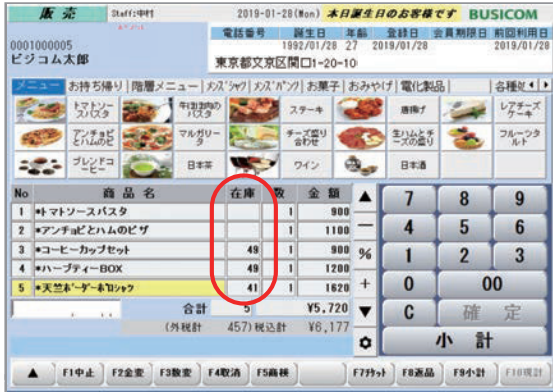 販 売 Staff:中村 2019-01-28(Mon) 本日誕生日のお客様です BUSICOM
電話番号 誕生日 年齢 登録日 会員期限日 前回利用日
0001000005 1992/01/28 27 2019/01/28 2019/01/28
ビジコム太郎 東京都文京区関口1-20-10
メニュー お持ち帰り 階層メニュー メンズシャツ メンズパンツ お菓子 おみやげ 電化製品 各種
トマトソースパスタ 牛ほほ肉のパスタ ステーキ 唐揚げ レアチーズケーキ
アンチョビとハムのピ マルガリー タ チーズ盛り合わせ 生ハムとチーズの盛り フルーツタルト
ブレンドコーヒー 日本茶 ワイン 日本酒
No 商 品 名 在庫 数 金 額 ▲ 7 8 9
1 *トマトソースパスタ 1 900
2 *アンチョビとハムのピザ 1 1100 — 4 5 6
3 *コーヒーカップセット 49 1 900 % 1 2 3
4 *ハーブティーBOX 49 1 1200
5 *天竺ボーダーポロシャツ 41 1 1620 + 0 00
合計 5 ¥5,720 ▼ C 確 定
(外税計 457) 税込計 ¥6,177 小 計
▲ F1中止 F2金変 F3数変 F4取消 F5商検 F7チケット F8返品 F9小計 F10現計